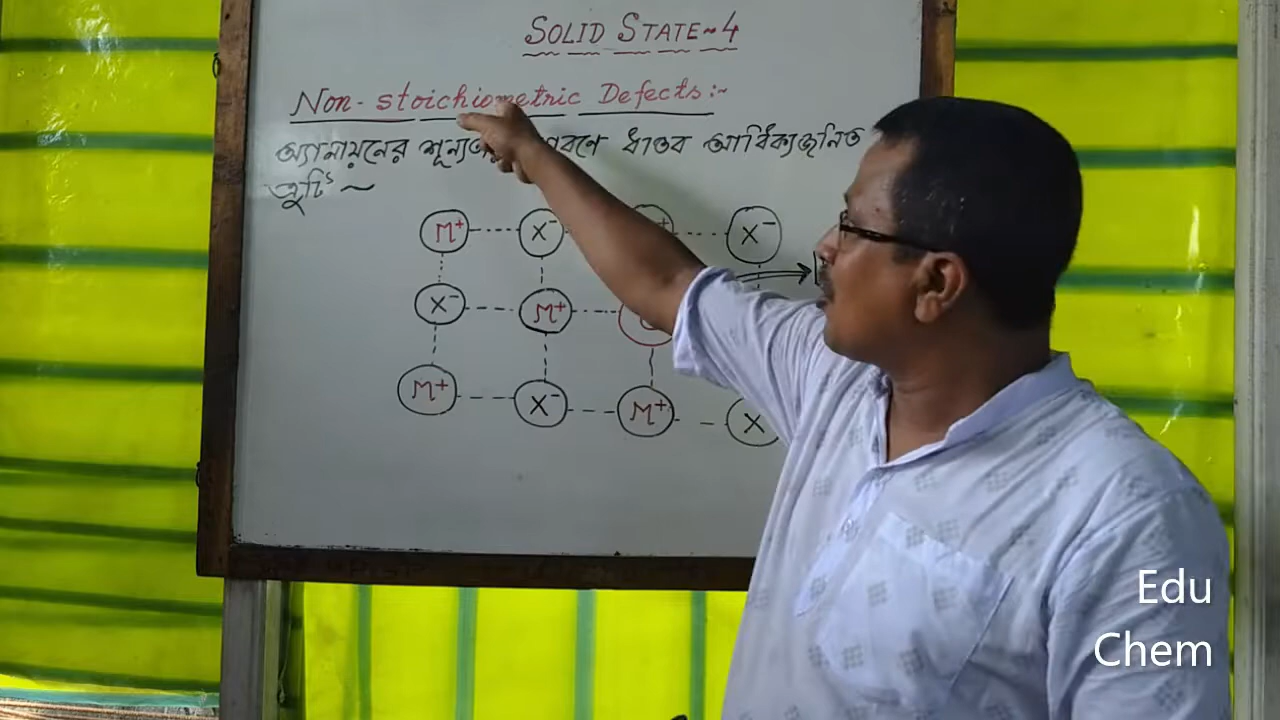 SOLID STATE~4
Non-stoichiometric Defects:~
অ্যানায়নের ধাতব আধিক্যজনিত
ত্রুটি ~
M⁺ X⁻ X⁻
X⁻ M⁺
M⁺ X⁻ M⁺ X
Edu
Chem